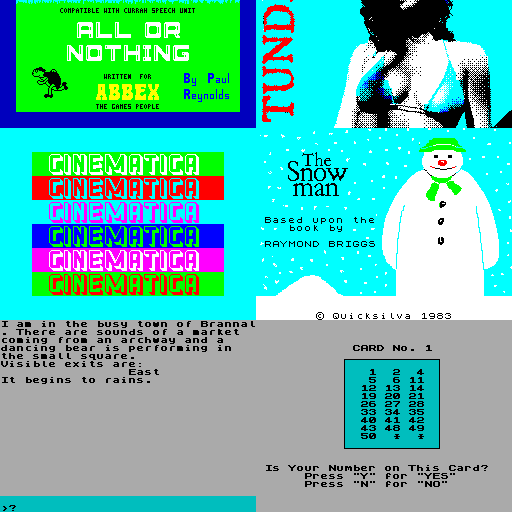 COMPATIBLE WITH CURRAH SPEECH UNIT
ALL OR
NOTHING
WRITTEN FOR
ABBEX
THE GAMES PEOPLE
By Paul
Reynolds
TUND
CINEMATICA
CINEMATICA
CINEMATICA
CINEMATICA
CINEMATICA
CINEMATICA
The
Snow
man
Based upon the
book by
RAYMOND BRIGGS
© Quicksilva 1983
I am in the busy town of Brannal
. There are sounds of a market
coming from an archway and a
dancing bear is performing in
the small square.
Visible exits are:
East
It begins to rains.
>?
CARD No. 1
1 2 4
5 6 11
12 13 14
19 20 21
26 27 28
33 34 35
40 41 42
43 48 49
50 * *
Is Your Number on This Card?
Press "Y" for "YES"
Press "N" for "NO"